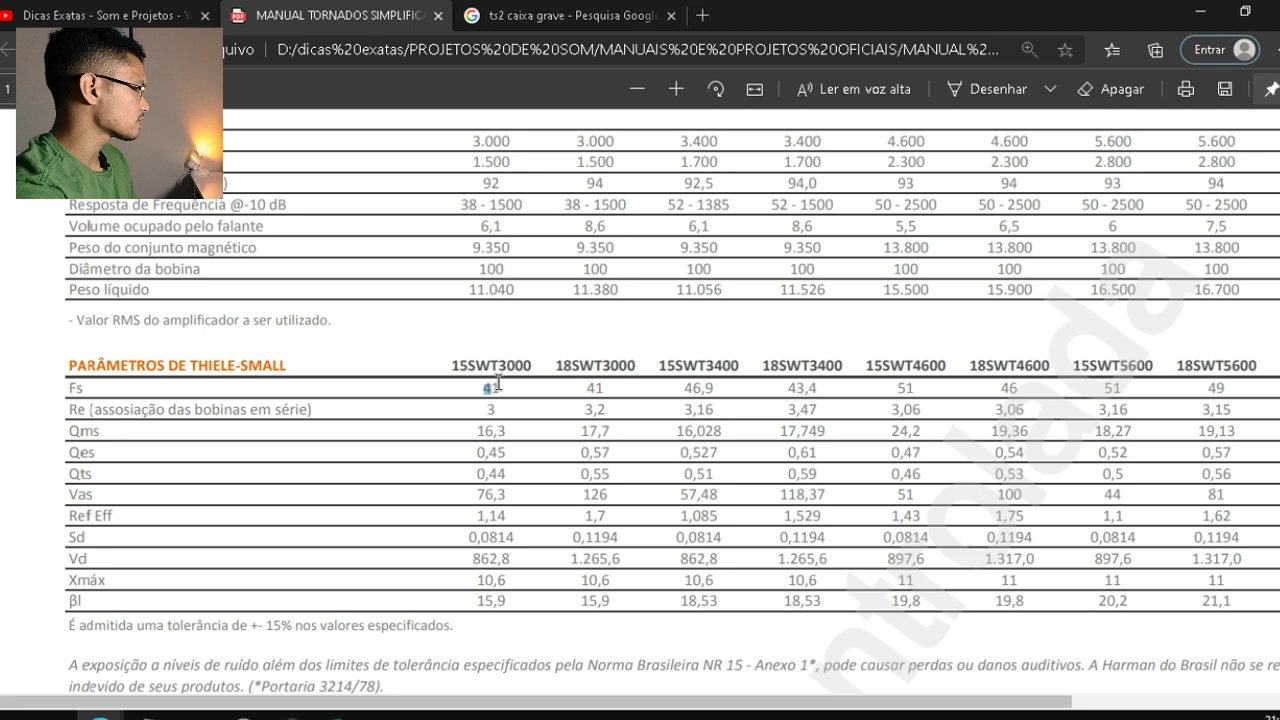 Dicas Exatas - Som e Projetos - Y
MANUAL TORNADOS SIMPLIFICA
ts2 caixa grave - Pesquisa Google
quivo | D:/dicas%20exatas/PROJETOS%20DE%20SOM/MANUAIS%20E%20PROJETOS%20OFICIAIS/MANUAL%2... Entrar
1 Ler em voz alta Desenhar Apagar
3.000 3.000 3.400 3.400 4.600 4.600 5.600 5.600
1.500 1.500 1.700 1.700 2.300 2.300 2.800 2.800
) 92 94 92,5 94,0 93 94 93 94
Resposta de Frequência @-10 dB 38 - 1500 38 - 1500 52 - 1385 52 - 1500 50 - 2500 50 - 2500 50 - 2500 50 - 2500
Volume ocupado pelo falante 6,1 8,6 6,1 8,6 5,5 6,5 6 7,5
Peso do conjunto magnético 9.350 9.350 9.350 9.350 13.800 13.800 13.800 13.800
Diâmetro da bobina 100 100 100 100 100 100 100 100
Peso líquido 11.040 11.380 11.056 11.526 15.500 15.900 16.500 16.700
- Valor RMS do amplificador a ser utilizado.
PARÂMETROS DE THIELE-SMALL 15SWT3000 18SWT3000 15SWT3400 18SWT3400 15SWT4600 18SWT4600 15SWT5600 18SWT5600
Fs 41 41 46,9 43,4 51 46 51 49
Re (assosiação das bobinas em série) 3 3,2 3,16 3,47 3,06 3,06 3,16 3,15
Qms 16,3 17,7 16,028 17,749 24,2 19,36 18,27 19,13
Qes 0,45 0,57 0,527 0,61 0,47 0,54 0,52 0,57
Qts 0,44 0,55 0,51 0,59 0,46 0,53 0,5 0,56
Vas 76,3 126 57,48 118,37 51 100 44 81
Ref Eff 1,14 1,7 1,085 1,529 1,43 1,75 1,1 1,62
Sd 0,0814 0,1194 0,0814 0,1194 0,0814 0,1194 0,0814 0,1194
Vd 862,8 1.265,6 862,8 1.265,6 897,6 1.317,0 897,6 1.317,0
Xmáx 10,6 10,6 10,6 10,6 11 11 11 11
βl 15,9 15,9 18,53 18,53 19,8 19,8 20,2 21,1
É admitida uma tolerância de +- 15% nos valores especificados.
A exposição a níveis de ruído além dos limites de tolerância especificados pela Norma Brasileira NR 15 - Anexo 1*, pode causar perdas ou danos auditivos. A Harman do Brasil não se re
indevido de seus produtos. (*Portaria 3214/78).
ntrolada